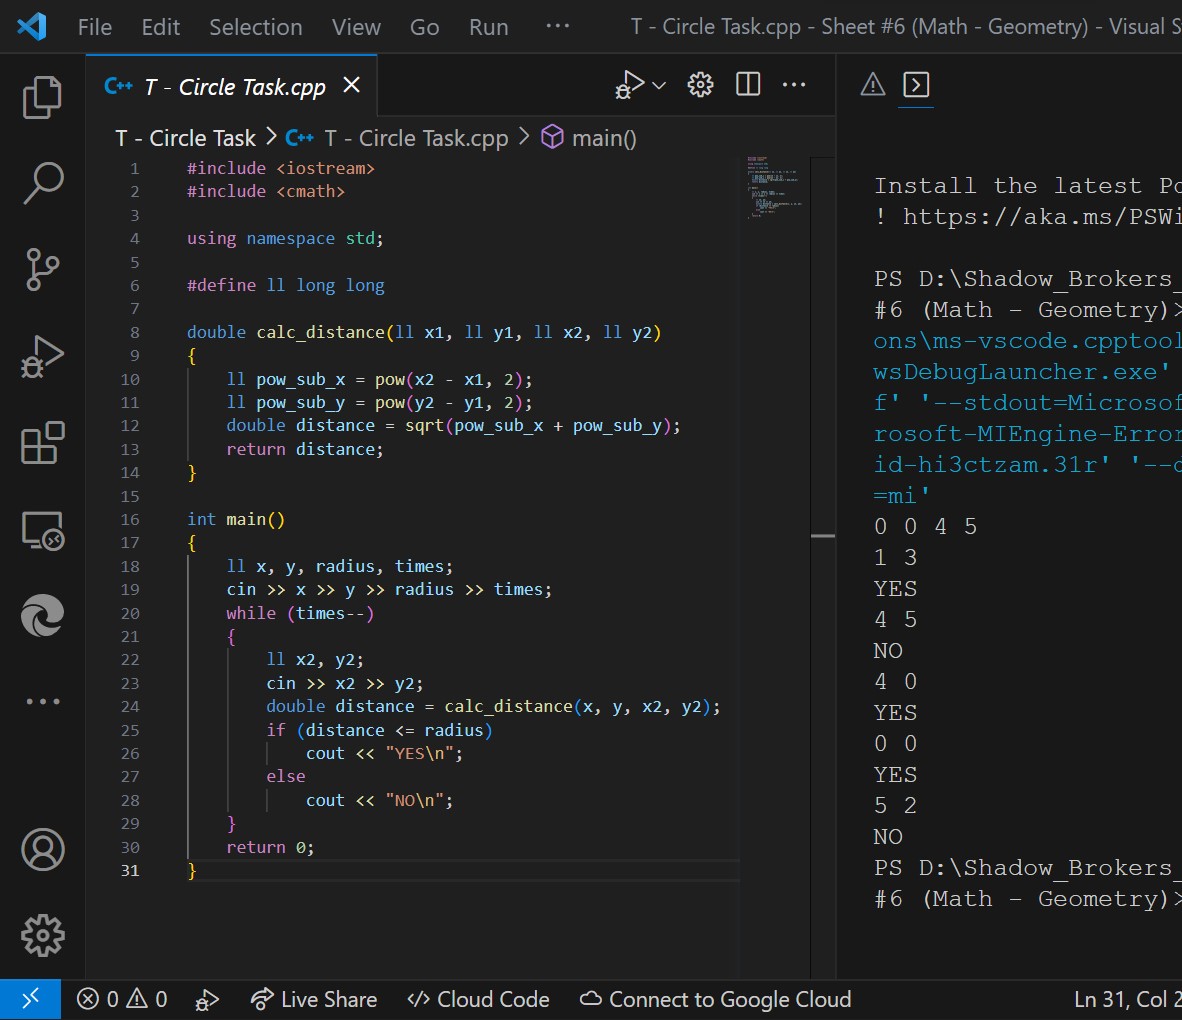 File Edit Selection View Go Run ··· T - Circle Task.cpp - Sheet #6 (Math - Geometry) - Visual S
C++ T - Circle Task.cpp ×
T - Circle Task > C++ T - Circle Task.cpp > main()
1 #include <iostream>
2 #include <cmath>
3
4 using namespace std;
5
6 #define ll long long
7
8 double calc_distance(ll x1, ll y1, ll x2, ll y2)
9 {
10 ll pow_sub_x = pow(x2 - x1, 2);
11 ll pow_sub_y = pow(y2 - y1, 2);
12 double distance = sqrt(pow_sub_x + pow_sub_y);
13 return distance;
14 }
15
16 int main()
17 {
18 ll x, y, radius, times;
19 cin >> x >> y >> radius >> times;
20 while (times--)
21 {
22 ll x2, y2;
23 cin >> x2 >> y2;
24 double distance = calc_distance(x, y, x2, y2);
25 if (distance <= radius)
26 cout << "YES\n";
27 else
28 cout << "NO\n";
29 }
30 return 0;
31 }
Install the latest Po
! https://aka.ms/PSWi
PS D:\Shadow_Brokers_
#6 (Math - Geometry)>
ons\ms-vscode.cpptool
wsDebugLauncher.exe'
f' '--stdout=Microsof
rosoft-MIEngine-Error
id-hi3ctzam.31r' '--d
=mi'
0 0 4 5
1 3
YES
4 5
NO
4 0
YES
0 0
YES
5 2
NO
PS D:\Shadow_Brokers_
#6 (Math - Geometry)>
0 0 Live Share Cloud Code Connect to Google Cloud Ln 31, Col 2